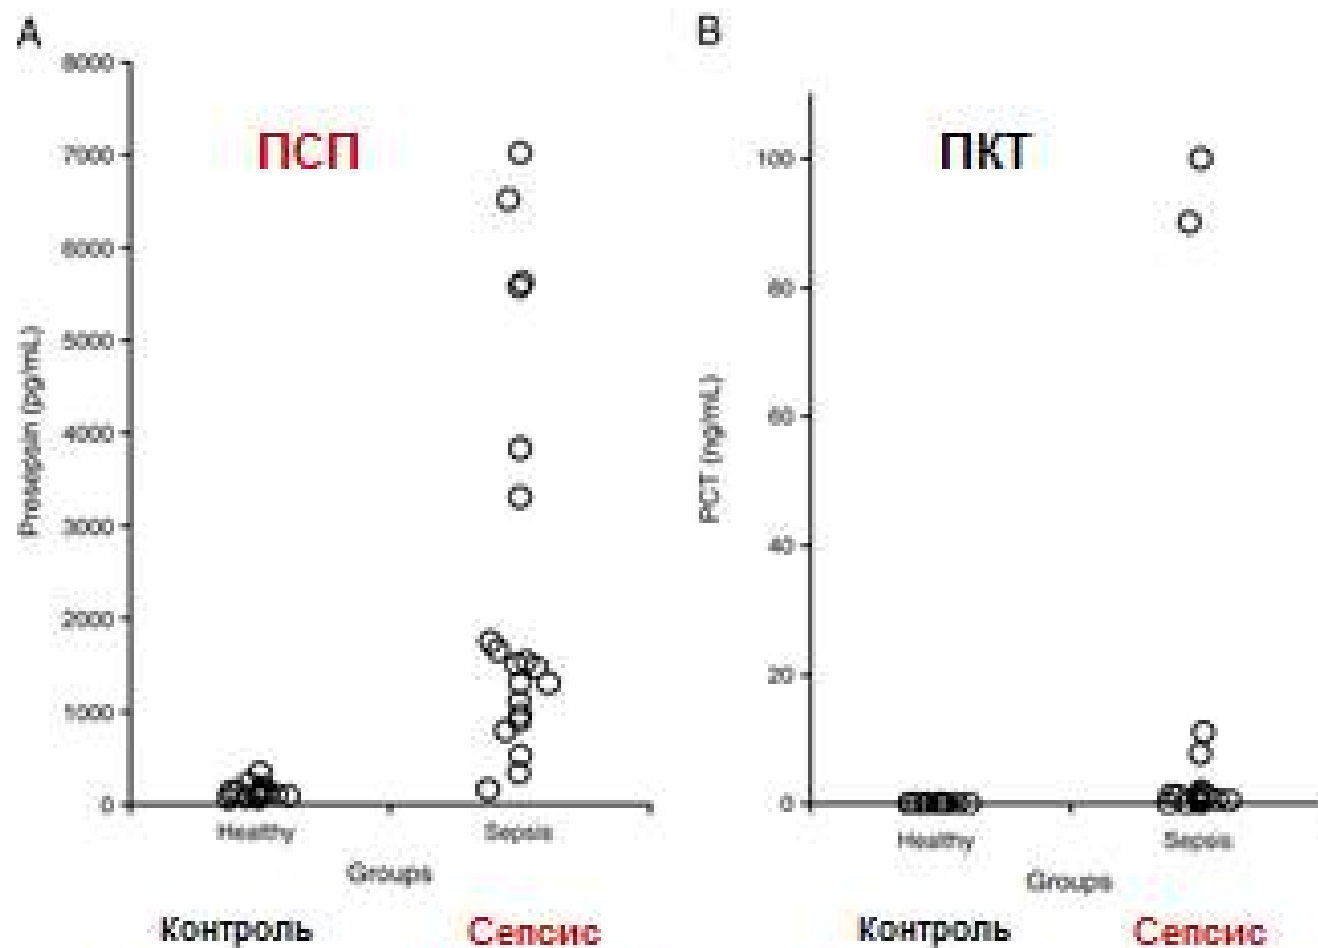 A
ПСП
8000
7000
6000
5000
4000
3000
2000
1000
0
Presepsin (pg/mL)
Healthy
Sepsis
Groups
Контроль
Сепсис
B
ПКТ
100
80
60
40
20
0
PCT (ng/mL)
Healthy
Sepsis
Groups
Контроль
Сепсис